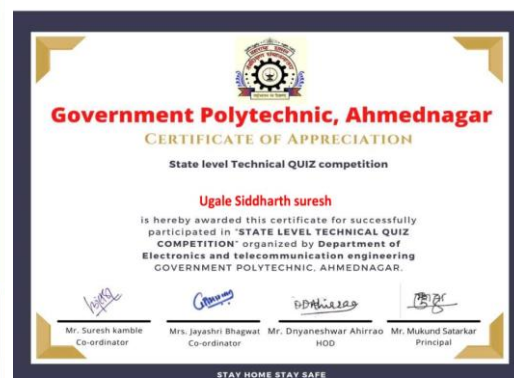 Government Polytechnic, Ahmednagar
CERTIFICATE OF APPRECIATION
State level Technical QUIZ competition
Ugale Siddharth suresh
is hereby awarded this certificate for successfully
participated in "STATE LEVEL TECHNICAL QUIZ
COMPETITION" organized by Department of
Electronics and telecommunication engineering
GOVERNMENT POLYTECHNIC, AHMEDNAGAR.
Mr. Suresh kamble Mrs. Jayashri Bhagwat Mr. Dnyaneshwar Ahirrao Mr. Mukund Satarkar
Co-ordinator Co-ordinator HOD Principal
STAY HOME STAY SAFE